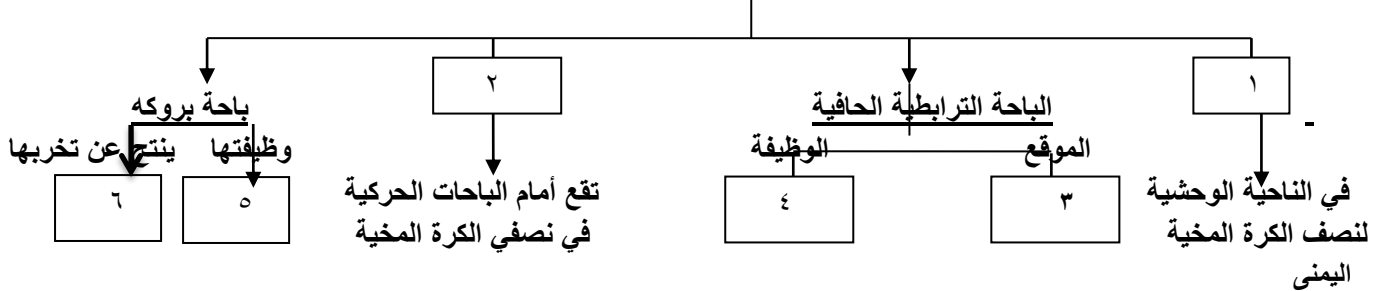 ١
٢
الباحة الترابطية الحافية
باحة بروكه
الموقع
الوظيفة
وظيفتها
ينتج عن تخربها
في الناحية الوحشية
لنصف الكرة المخية
اليمنى
٣
٤
تقع أمام الباحات الحركية
في نصفي الكرة المخية
٥
٦